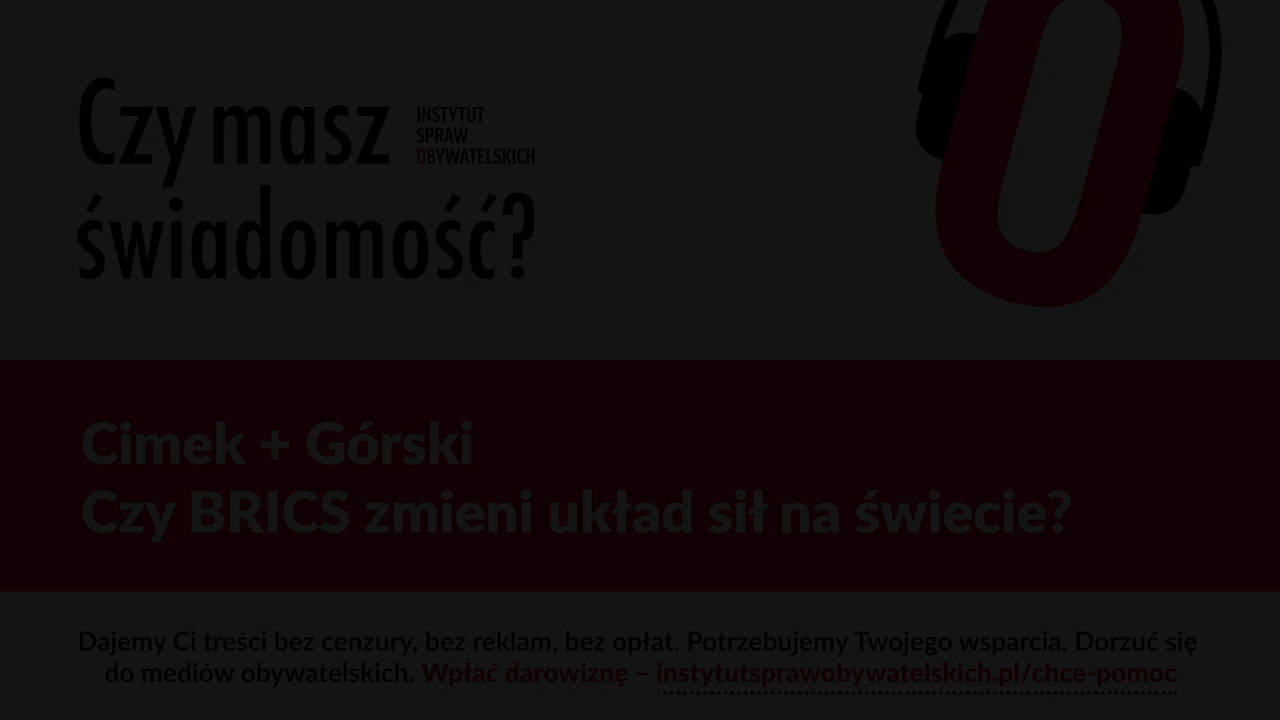 Czy masz
świadomość?
INSTYTUT
SPRAW
OBYWATELSKICH
Cimek + Górski
Czy BRICS zmieni układ sił na świecie?
Dajemy Ci treści bez cenzury, bez reklam, bez opłat. Potrzebujemy Twojego wsparcia. Dorzuć się
do mediów obywatelskich. Wpłać darowiznę – instytutsprawobywatelskich.pl/chce-pomoc